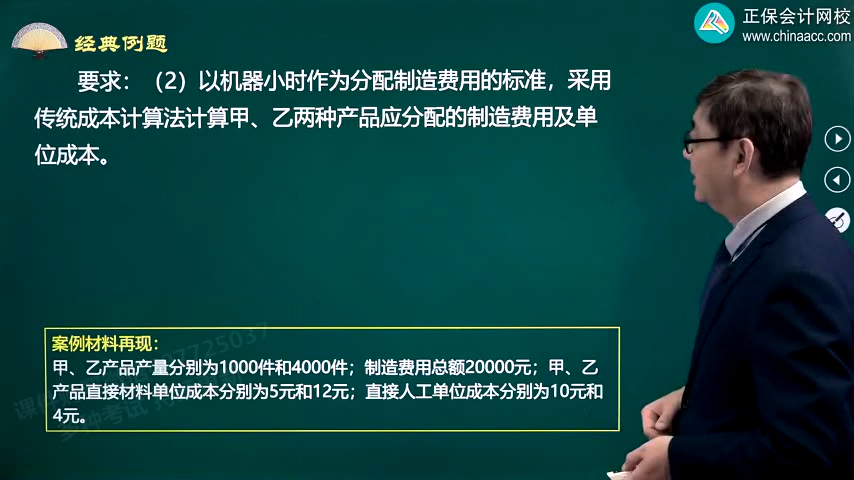 正保会计网校
www.chinaacc.com
经典例题
要求：（2）以机器小时作为分配制造费用的标准，采用
传统成本计算法计算甲、乙两种产品应分配的制造费用及单
位成本。
案例材料再现：
甲、乙产品产量分别为1000件和4000件；制造费用总额20000元；甲、乙
产品直接材料单位成本分别为5元和12元；直接人工单位成本分别为10元和
4元。